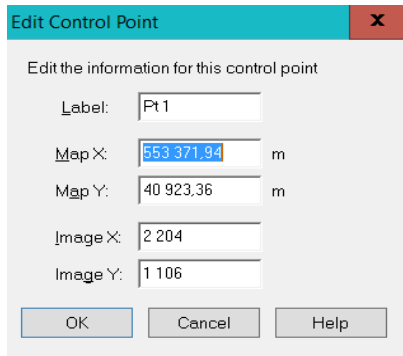 Edit Control Point x
Edit the information for this control point
Label: Pt 1
Map X: 553 371,94 m
Map Y: 40 923,36 m
Image X: 2 204
Image Y: 1 106
OK Cancel Help